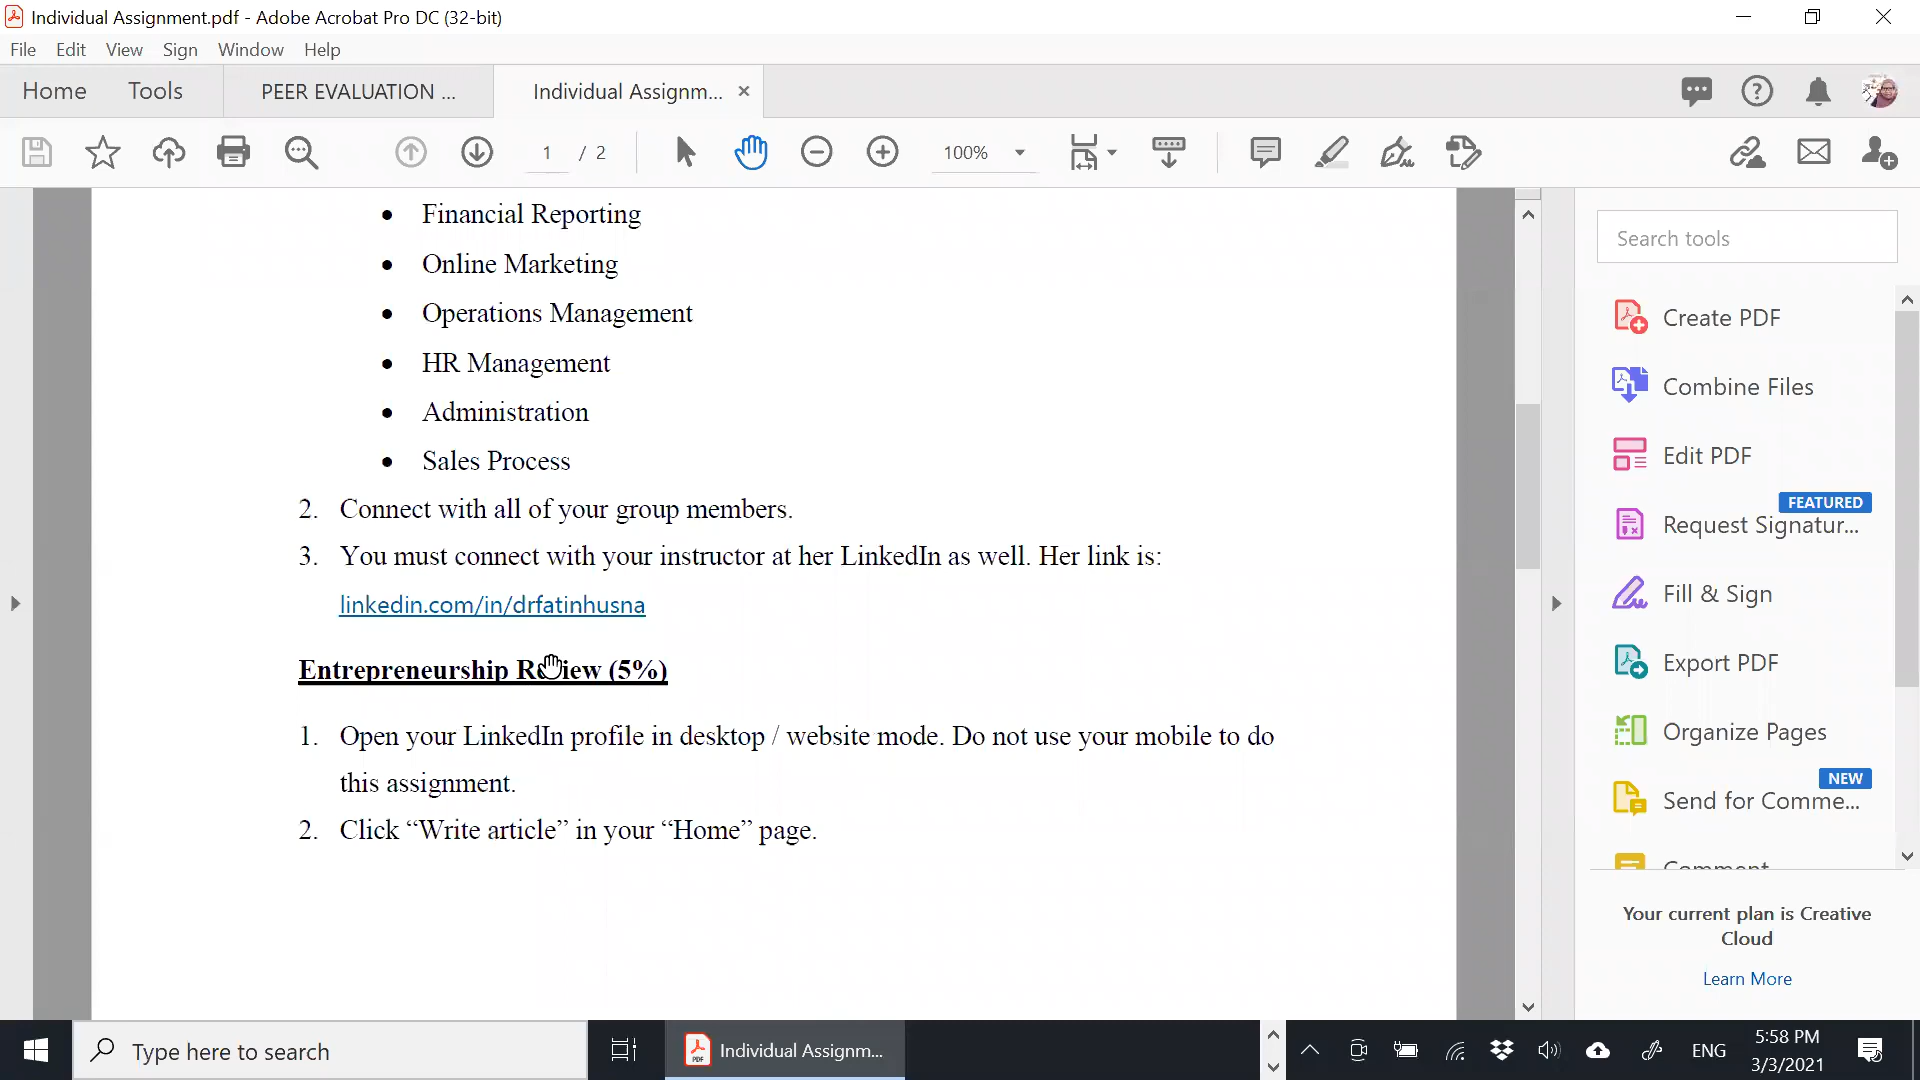 Individual Assignment.pdf - Adobe Acrobat Pro DC (32-bit)
File Edit View Sign Window Help
Home Tools PEER EVALUATION ... Individual Assignm...
1 / 2 100%
Financial Reporting
Online Marketing
Operations Management
HR Management
Administration
Sales Process
2. Connect with all of your group members.
3. You must connect with your instructor at her LinkedIn as well. Her link is:
linkedin.com/in/drfatinhusna
Entrepreneurship Review (5%)
1. Open your LinkedIn profile in desktop / website mode. Do not use your mobile to do
this assignment.
2. Click “Write article” in your “Home” page.
Search tools
Create PDF
Combine Files
Edit PDF
FEATURED
Request Signatur...
Fill & Sign
Export PDF
Organize Pages
NEW
Send for Comme...
Comment
Your current plan is Creative
Cloud
Learn More
Type here to search
PDF
Individual Assignm...
ENG
5:58 PM
3/3/2021